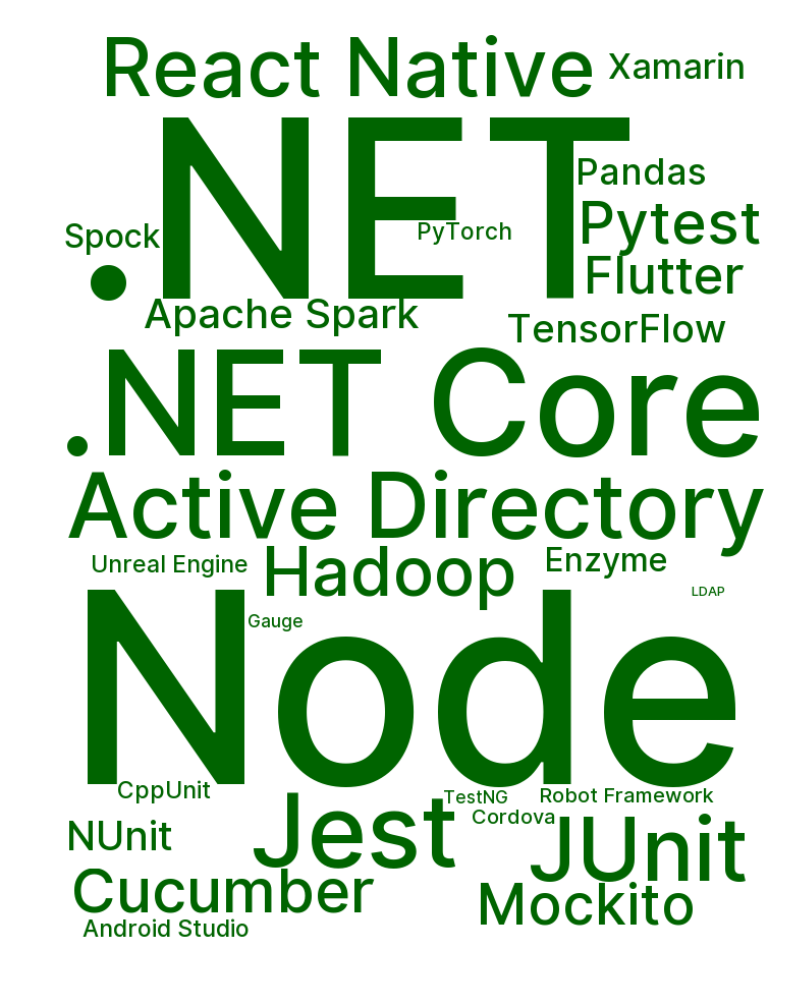 React Native
Xamarin
.NET
Pandas
Pytest
Spock
PyTorch
Flutter
Apache Spark
TensorFlow
.NET Core
Active Directory
Unreal Engine
Hadoop
Enzyme
LDAP
Node
Gauge
CppUnit
TestNG
Robot Framework
Cordova
NUnit
Jest
JUnit
Cucumber
Mockito
Android Studio